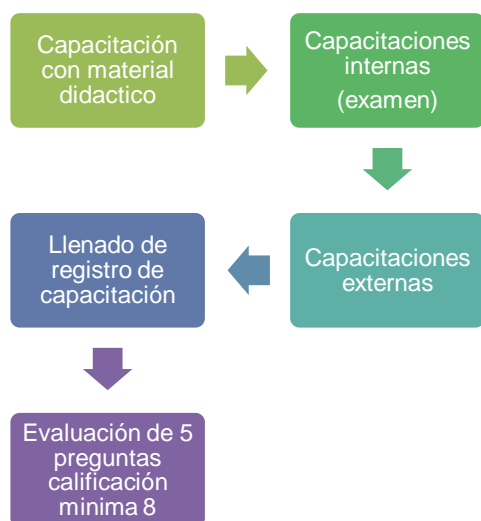 Capacitación
con material
didactico
Capacitaciones
internas
(examen)
Capacitaciones
externas
Llenado de
registro de
capacitación
Evaluación de 5
preguntas
calificación
minima 8